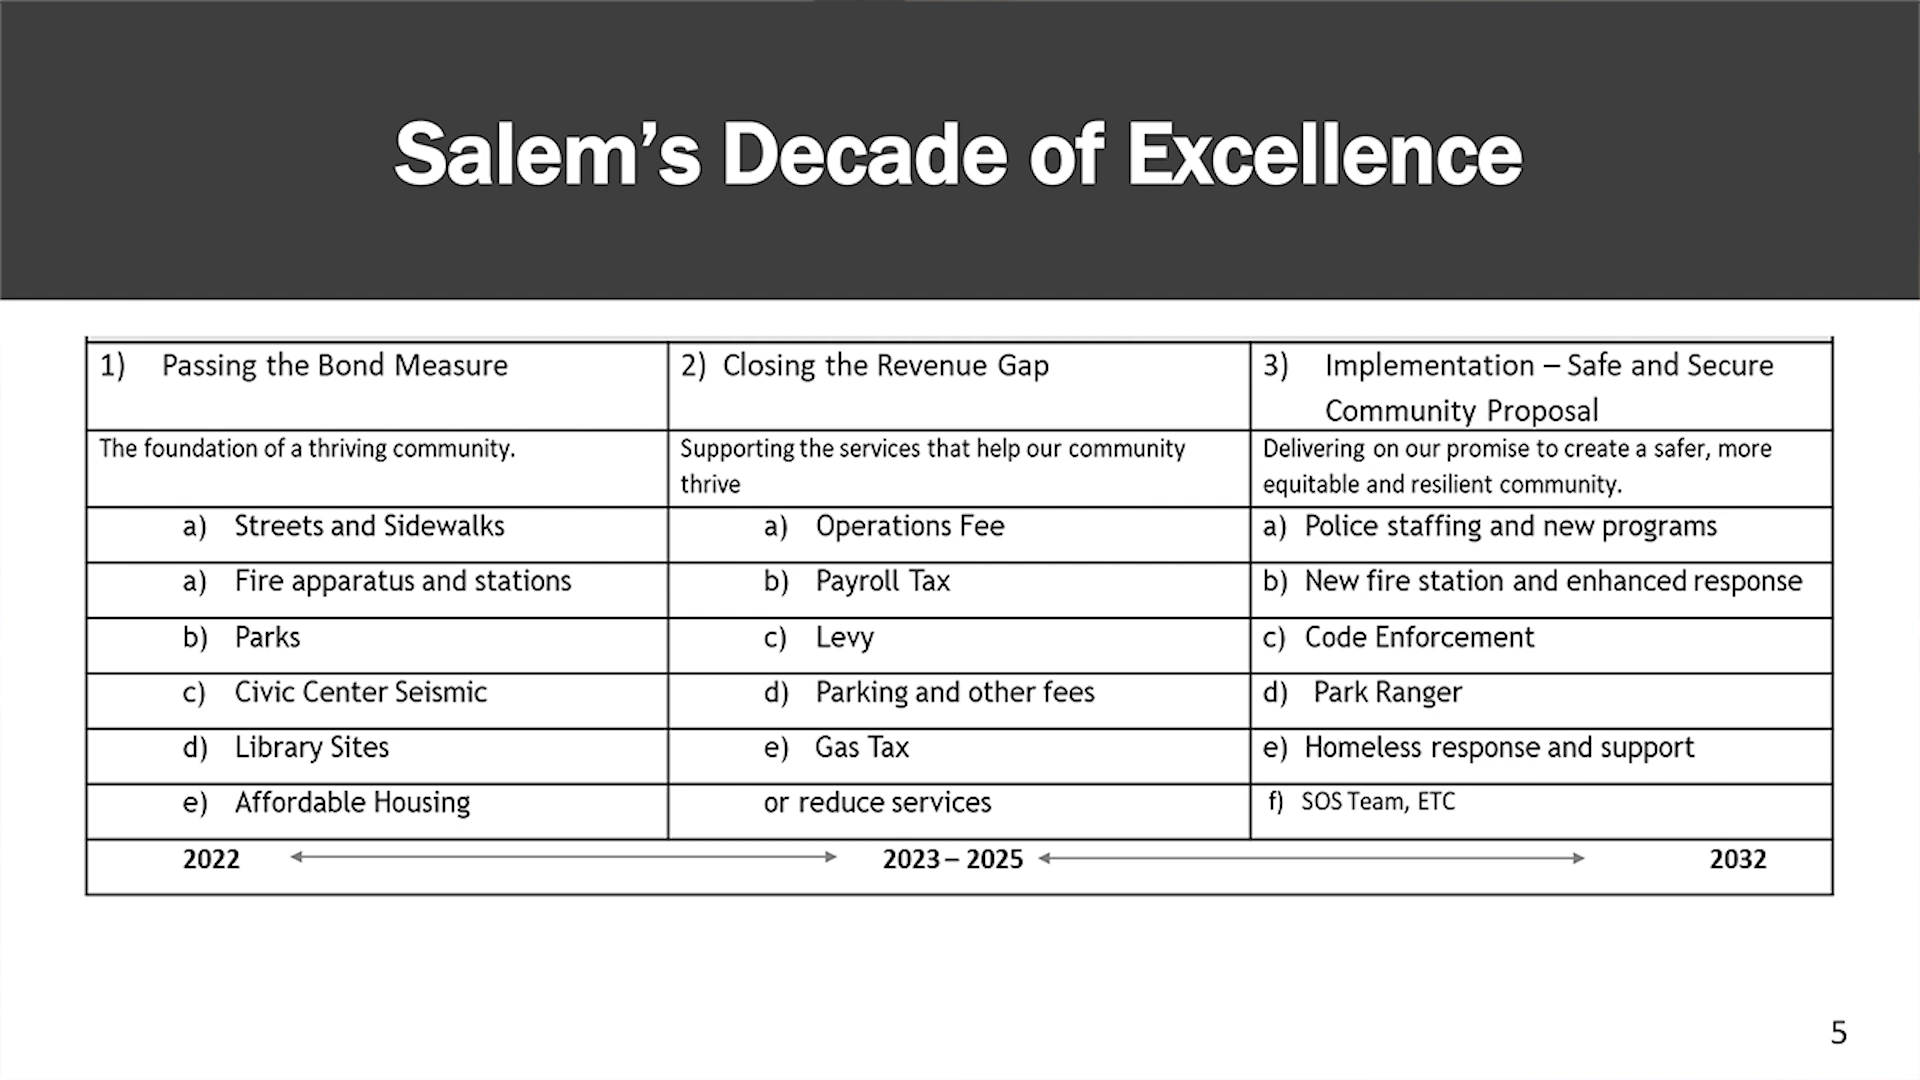 Salem's Decade of Excellence
1) Passing the Bond Measure
2) Closing the Revenue Gap
3) Implementation – Safe and Secure
Community Proposal
The foundation of a thriving community.
Supporting the services that help our community
thrive
Delivering on our promise to create a safer, more
equitable and resilient community.
a) Streets and Sidewalks
a) Operations Fee
a) Police staffing and new programs
a) Fire apparatus and stations
b) Payroll Tax
b) New fire station and enhanced response
b) Parks
c) Levy
c) Code Enforcement
c) Civic Center Seismic
d) Parking and other fees
d) Park Ranger
d) Library Sites
e) Gas Tax
e) Homeless response and support
e) Affordable Housing
or reduce services
f) SOS Team, ETC
2022
2023 – 2025
2032
5